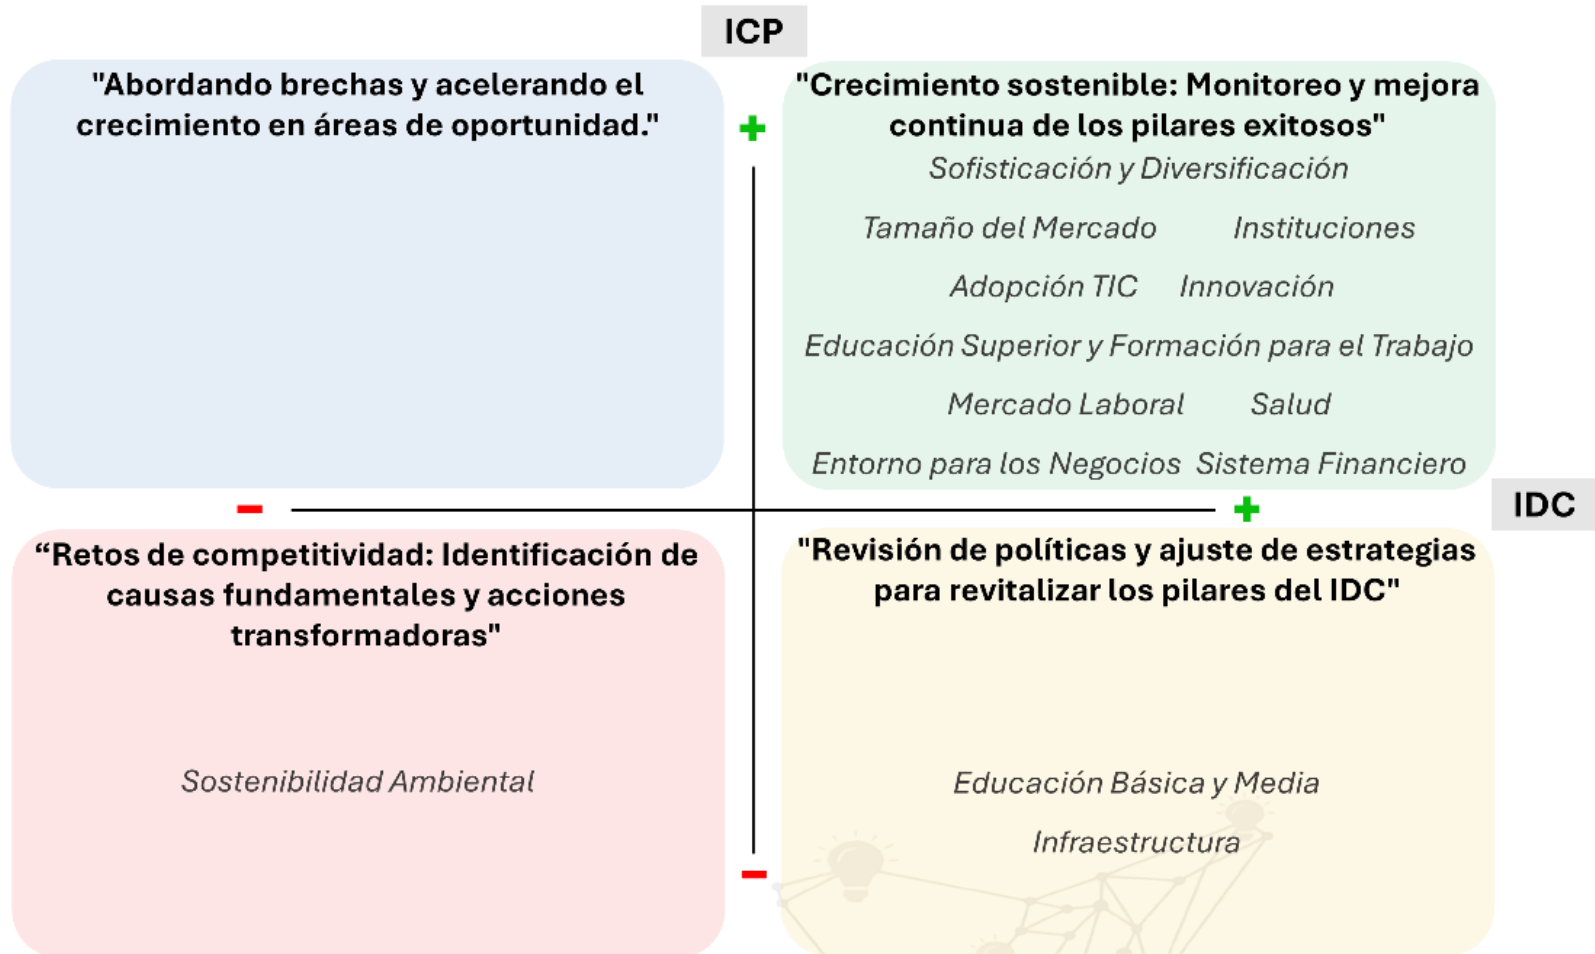 ICP
"Abordando brechas y acelerando el
crecimiento en áreas de oportunidad."
"Crecimiento sostenible: Monitoreo y mejora
continua de los pilares exitosos"
Sofisticación y Diversificación
Tamaño del Mercado Instituciones
Adopción TIC Innovación
Educación Superior y Formación para el Trabajo
Mercado Laboral Salud
Entorno para los Negocios Sistema Financiero
IDC
“Retos de competitividad: Identificación de
causas fundamentales y acciones
transformadoras"
Sostenibilidad Ambiental
"Revisión de políticas y ajuste de estrategias
para revitalizar los pilares del IDC"
Educación Básica y Media
Infraestructura